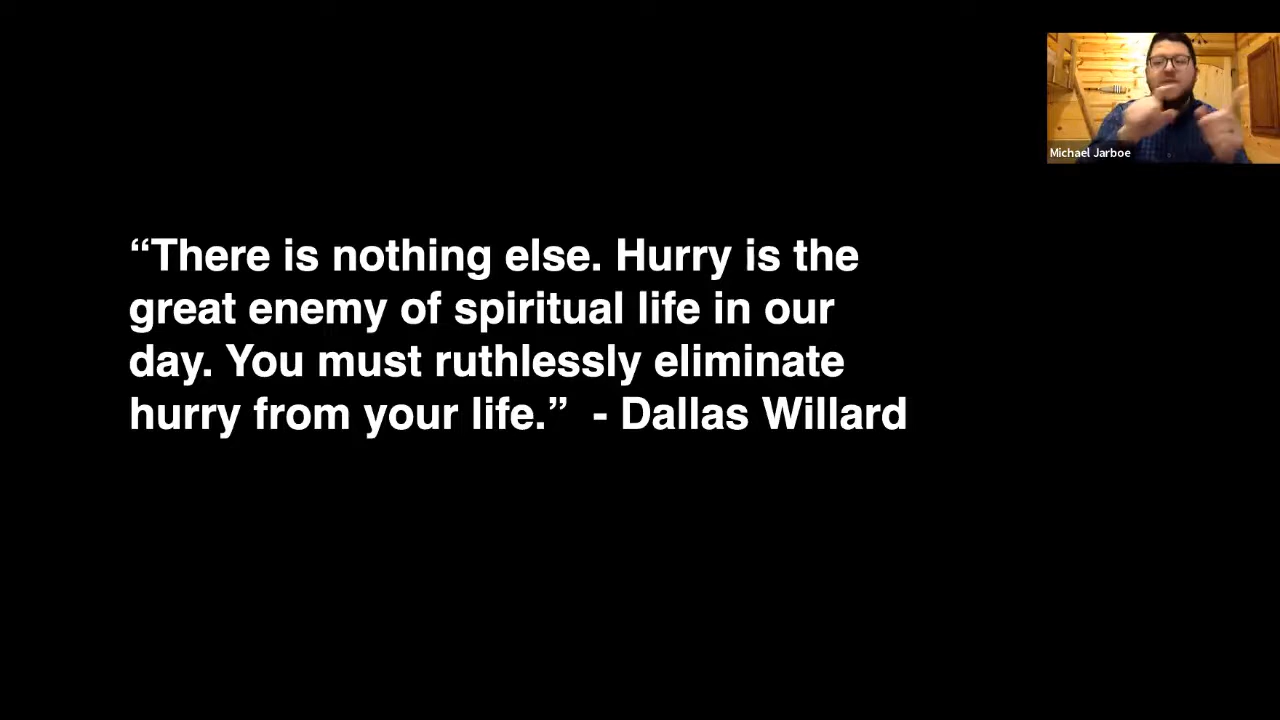 Michael Jarboe
“There is nothing else. Hurry is the
great enemy of spiritual life in our
day. You must ruthlessly eliminate
hurry from your life.”  - Dallas Willard